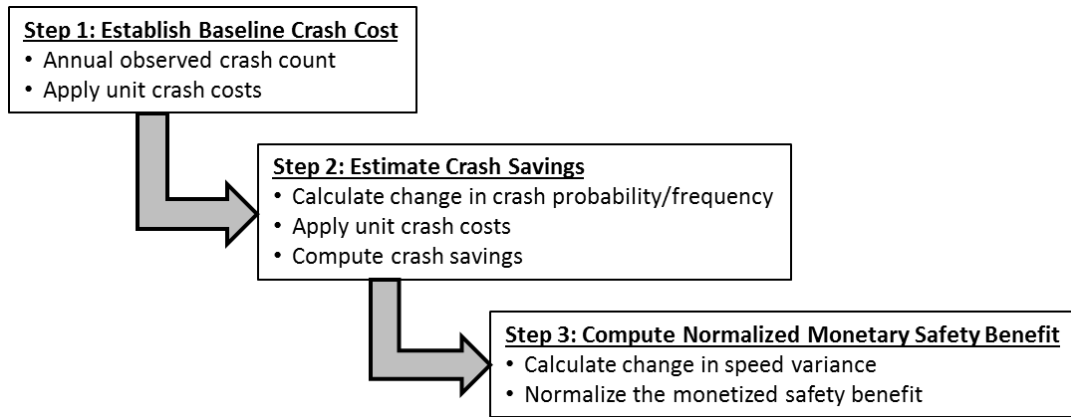 Step 1: Establish Baseline Crash Cost
• Annual observed crash count
• Apply unit crash costs
Step 2: Estimate Crash Savings
• Calculate change in crash probability/frequency
• Apply unit crash costs
• Compute crash savings
Step 3: Compute Normalized Monetary Safety Benefit
• Calculate change in speed variance
• Normalize the monetized safety benefit